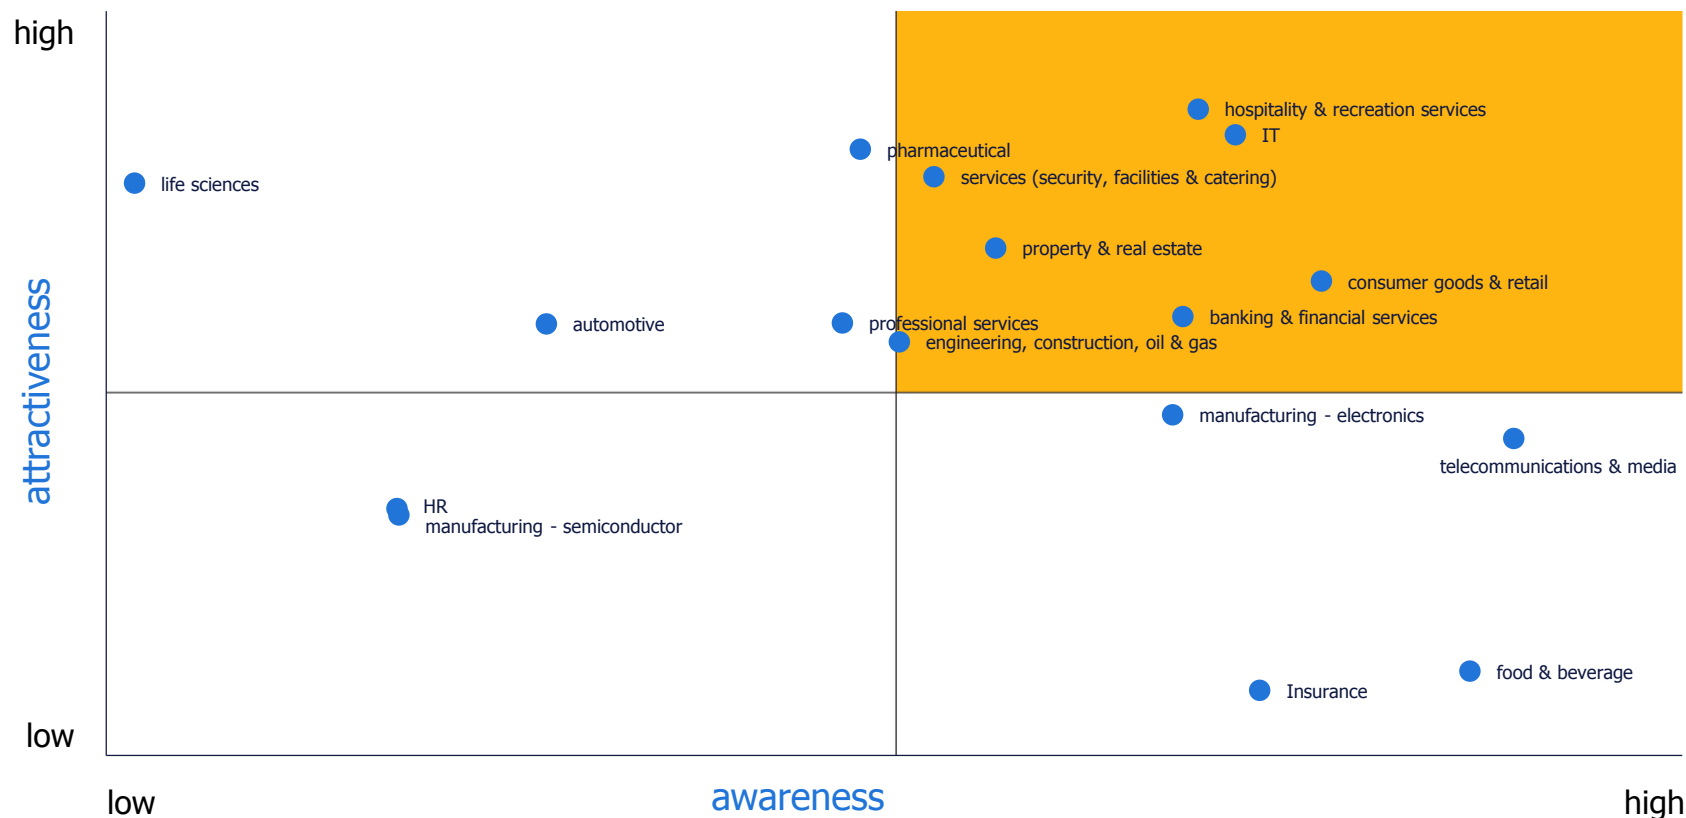 high
hospitality & recreation services
IT
pharmaceutical
services (security, facilities & catering)
life sciences
property & real estate
consumer goods & retail
banking & financial services
automotive
professional services
engineering, construction, oil & gas
attractiveness
manufacturing - electronics
telecommunications & media
HR
manufacturing - semiconductor
food & beverage
Insurance
low
low
awareness
high